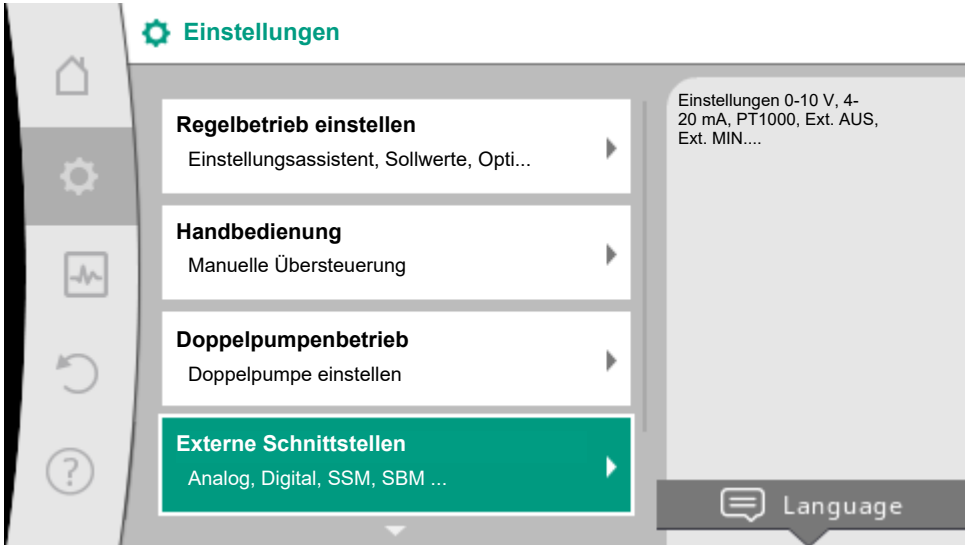 Einstellungen
Regelbetrieb einstellen
Einstellungsassistent, Sollwerte, Opti...
Handbedienung
Manuelle Übersteuerung
Doppelpumpenbetrieb
Doppelpumpe einstellen
Externe Schnittstellen
Analog, Digital, SSM, SBM ...
Einstellungen 0-10 V, 4-
20 mA, PT1000, Ext. AUS,
Ext. MIN....
?
Language